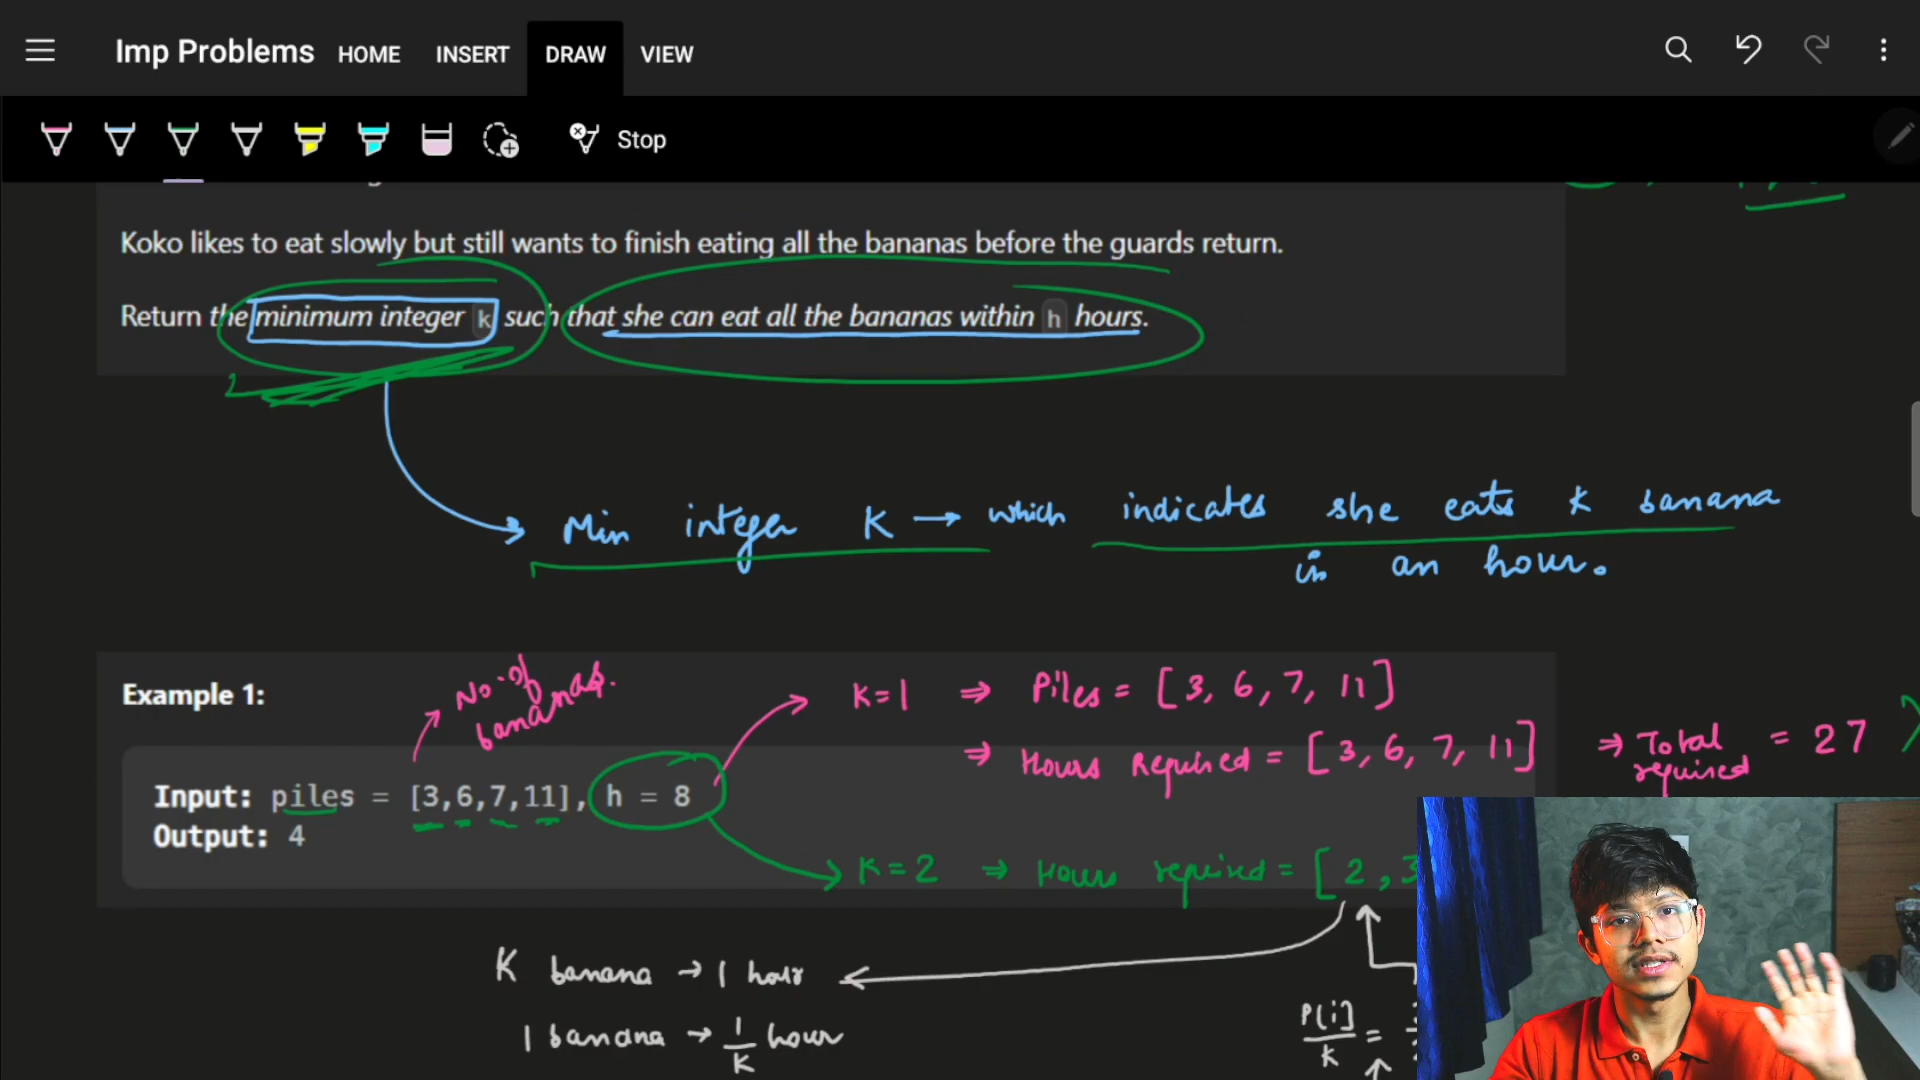 Imp Problems HOME INSERT DRAW VIEW
Stop
Koko likes to eat slowly but still wants to finish eating all the bananas before the guards return.
Return the minimum integer k such that she can eat all the bananas within h hours.
Min integer K → which indicates she eats k banana
in an hour.
Example 1:
No. of
bananas.
K=1 ⇒ Piles = [3, 6, 7, 11]
⇒ Hours Required = [3, 6, 7, 11]
⇒ Total = 27
required
Input: piles = [3,6,7,11], h = 8
Output: 4
K=2 ⇒ Hours required = [2, 3
K banana → 1 hour
1 banana → 1/K hour
P[i]/K =